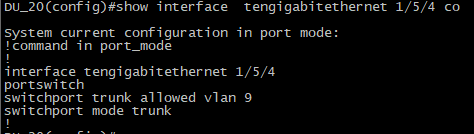 DU_20(config)#show interface  tengigabitethernet 1/5/4 co
System current configuration in port mode:
!command in port_mode
!
interface tengigabitethernet 1/5/4
portswitch
switchport trunk allowed vlan 9
switchport mode trunk
!